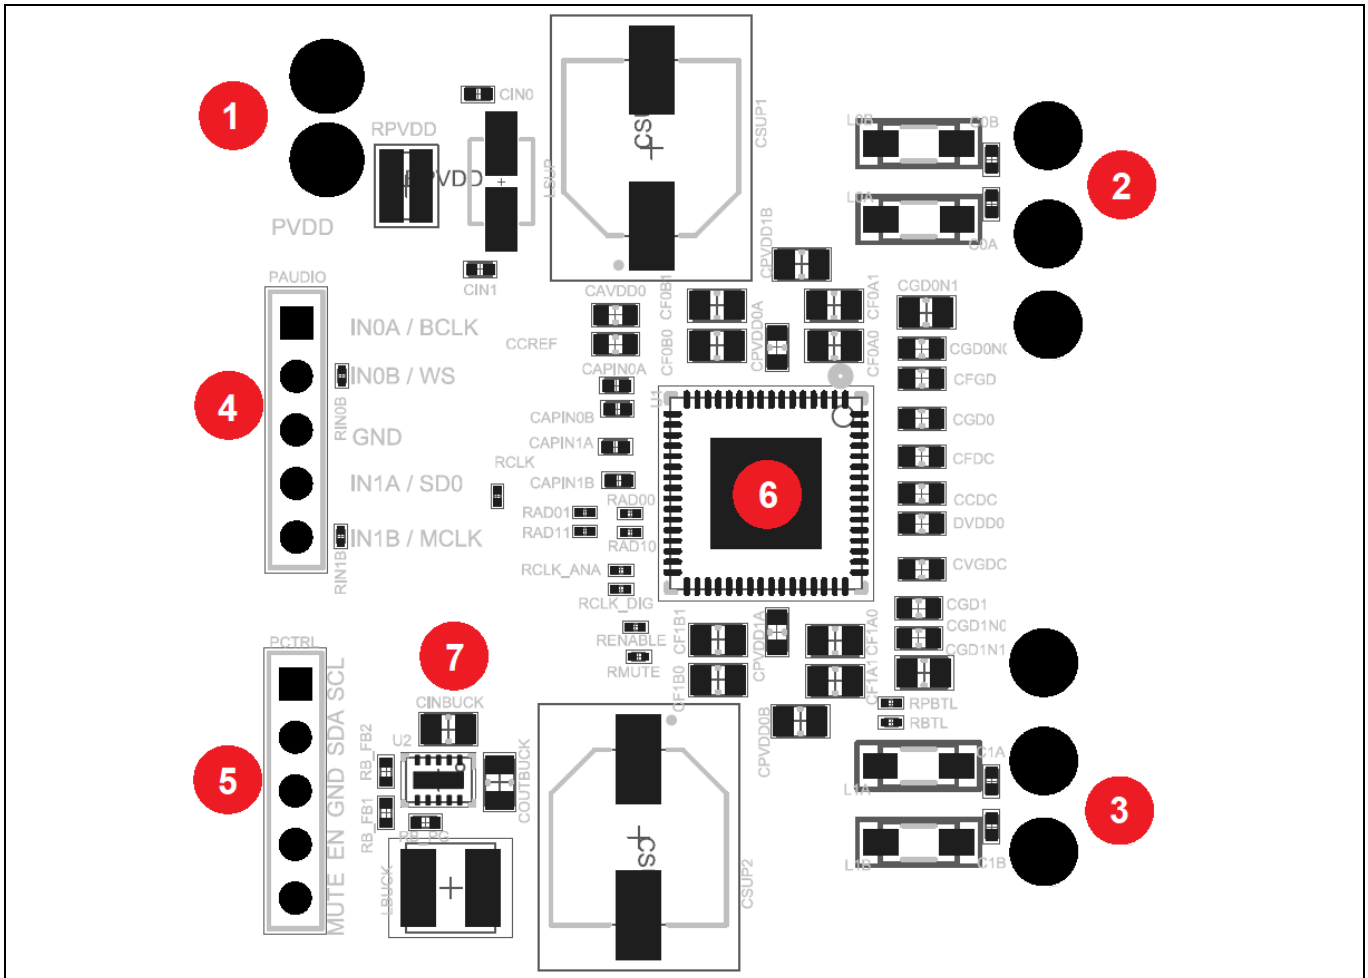 1
CIN0
RPVDD
RPVDD
LSUP
PVDD
CIN1
CSUP1
L0B
C0B
2
L0A
C0A
PAUDIO
IN0A / BCLK
IN0B / WS
RIN0B
GND
IN1A / SD0
IN1B / MCLK
RIN1B
4
CAVDD0
CCREF
CAPIN0A
CAPIN0B
CAPIN1A
RCLK
CAPIN1B
RAD01
RAD00
RAD11
RAD10
RCLK_ANA
RCLK_DIG
RENABLE
RMUTE
CF0B1
CF0B0
CPVDD1B
CPVDD0A
CF0A1
CF0A0
U1
6
CGD0N1
CGD0N0
CFGD
CGD0
CFDC
CCDC
DVDD0
CVGDC
CGD1
CGD1N0
CGD1N1
CF1B1
CF1B0
CPVDD1A
CPVDD0B
CF1A0
CF1A1
RPBTL
RBTL
PCTRL
MUTE EN GND SDA SCL
5
7
CINBUCK
U2
RB_FB2
RB_FB1
COUTBUCK
LBUCK
CSUP2
C1A
L1A
3
L1B
C1B